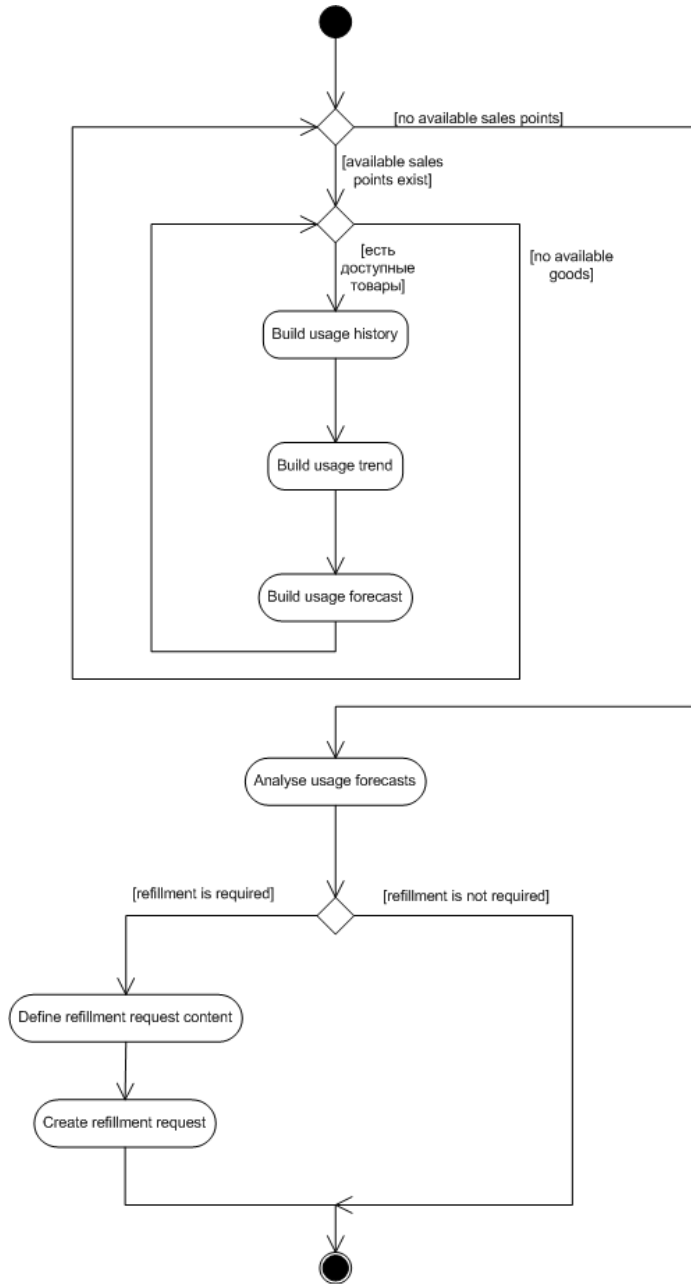 [no available sales points]
[available sales
points exist]
[есть
доступные
товары]
[no available
goods]
Build usage history
Build usage trend
Build usage forecast
Analyse usage forecasts
[refillment is required]
[refillment is not required]
Define refillment request content
Create refillment request